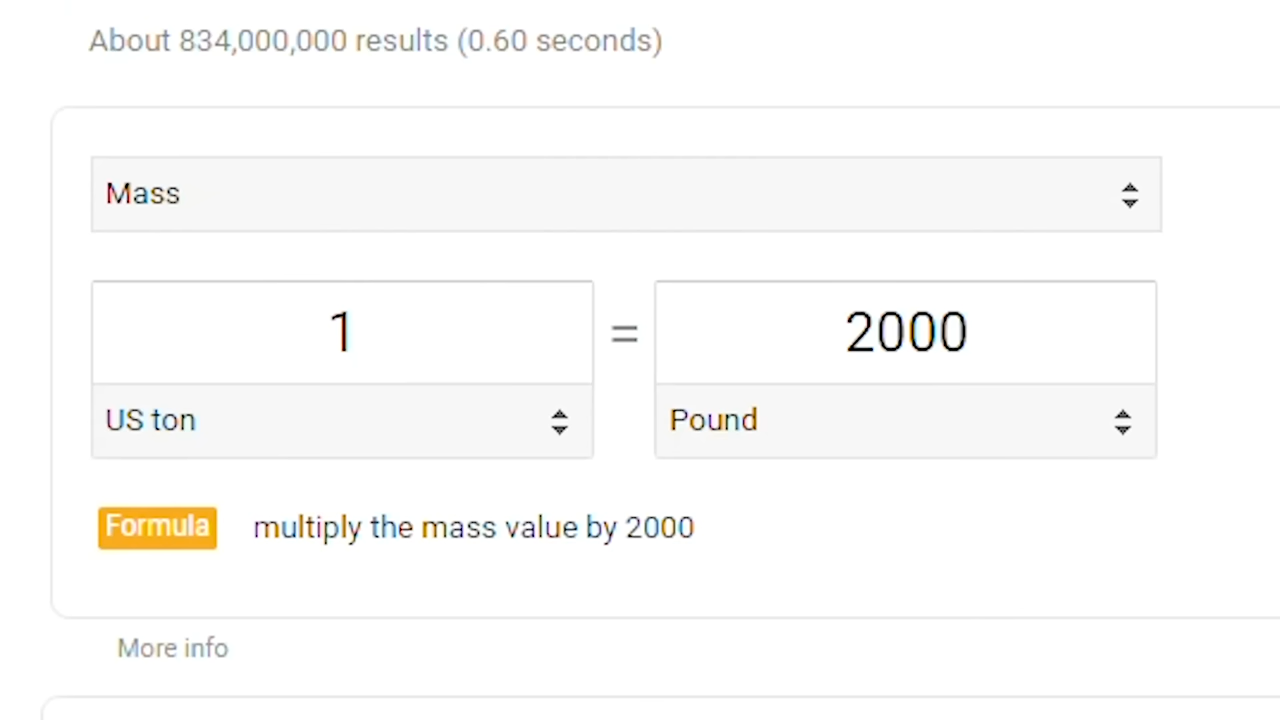 About 834,000,000 results (0.60 seconds)
Mass
1 = 2000
US ton Pound
Formula multiply the mass value by 2000
More info